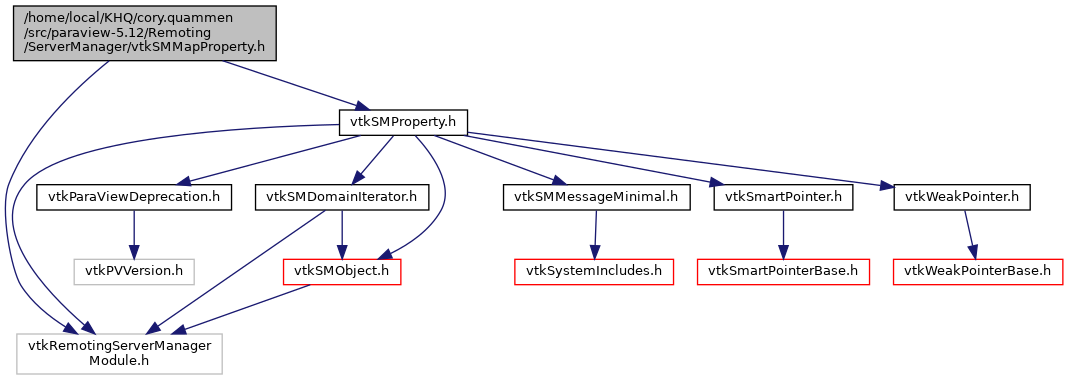 /home/local/KHQ/cory.quammen
/src/paraview-5.12/Remoting
/ServerManager/vtkSMMapProperty.h
vtkSMProperty.h
vtkParaViewDeprecation.h
vtkSMDomainIterator.h
vtkSMMessageMinimal.h
vtkSmartPointer.h
vtkWeakPointer.h
vtkPVVersion.h
vtkSMObject.h
vtkSystemIncludes.h
vtkSmartPointerBase.h
vtkWeakPointerBase.h
vtkRemotingServerManager
Module.h